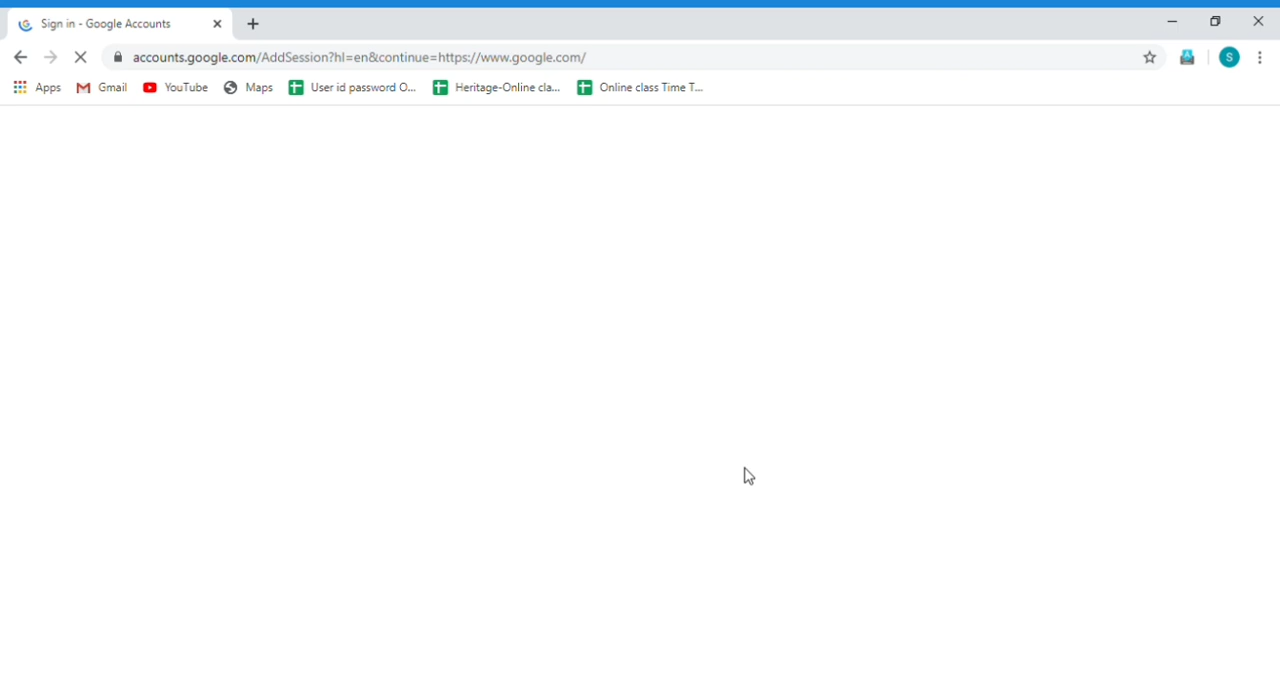 Sign in - Google Accounts
accounts.google.com/AddSession?hl=en&continue=https://www.google.com/
S
Apps Gmail YouTube Maps User id password O... Heritage-Online cla... Online class Time T...